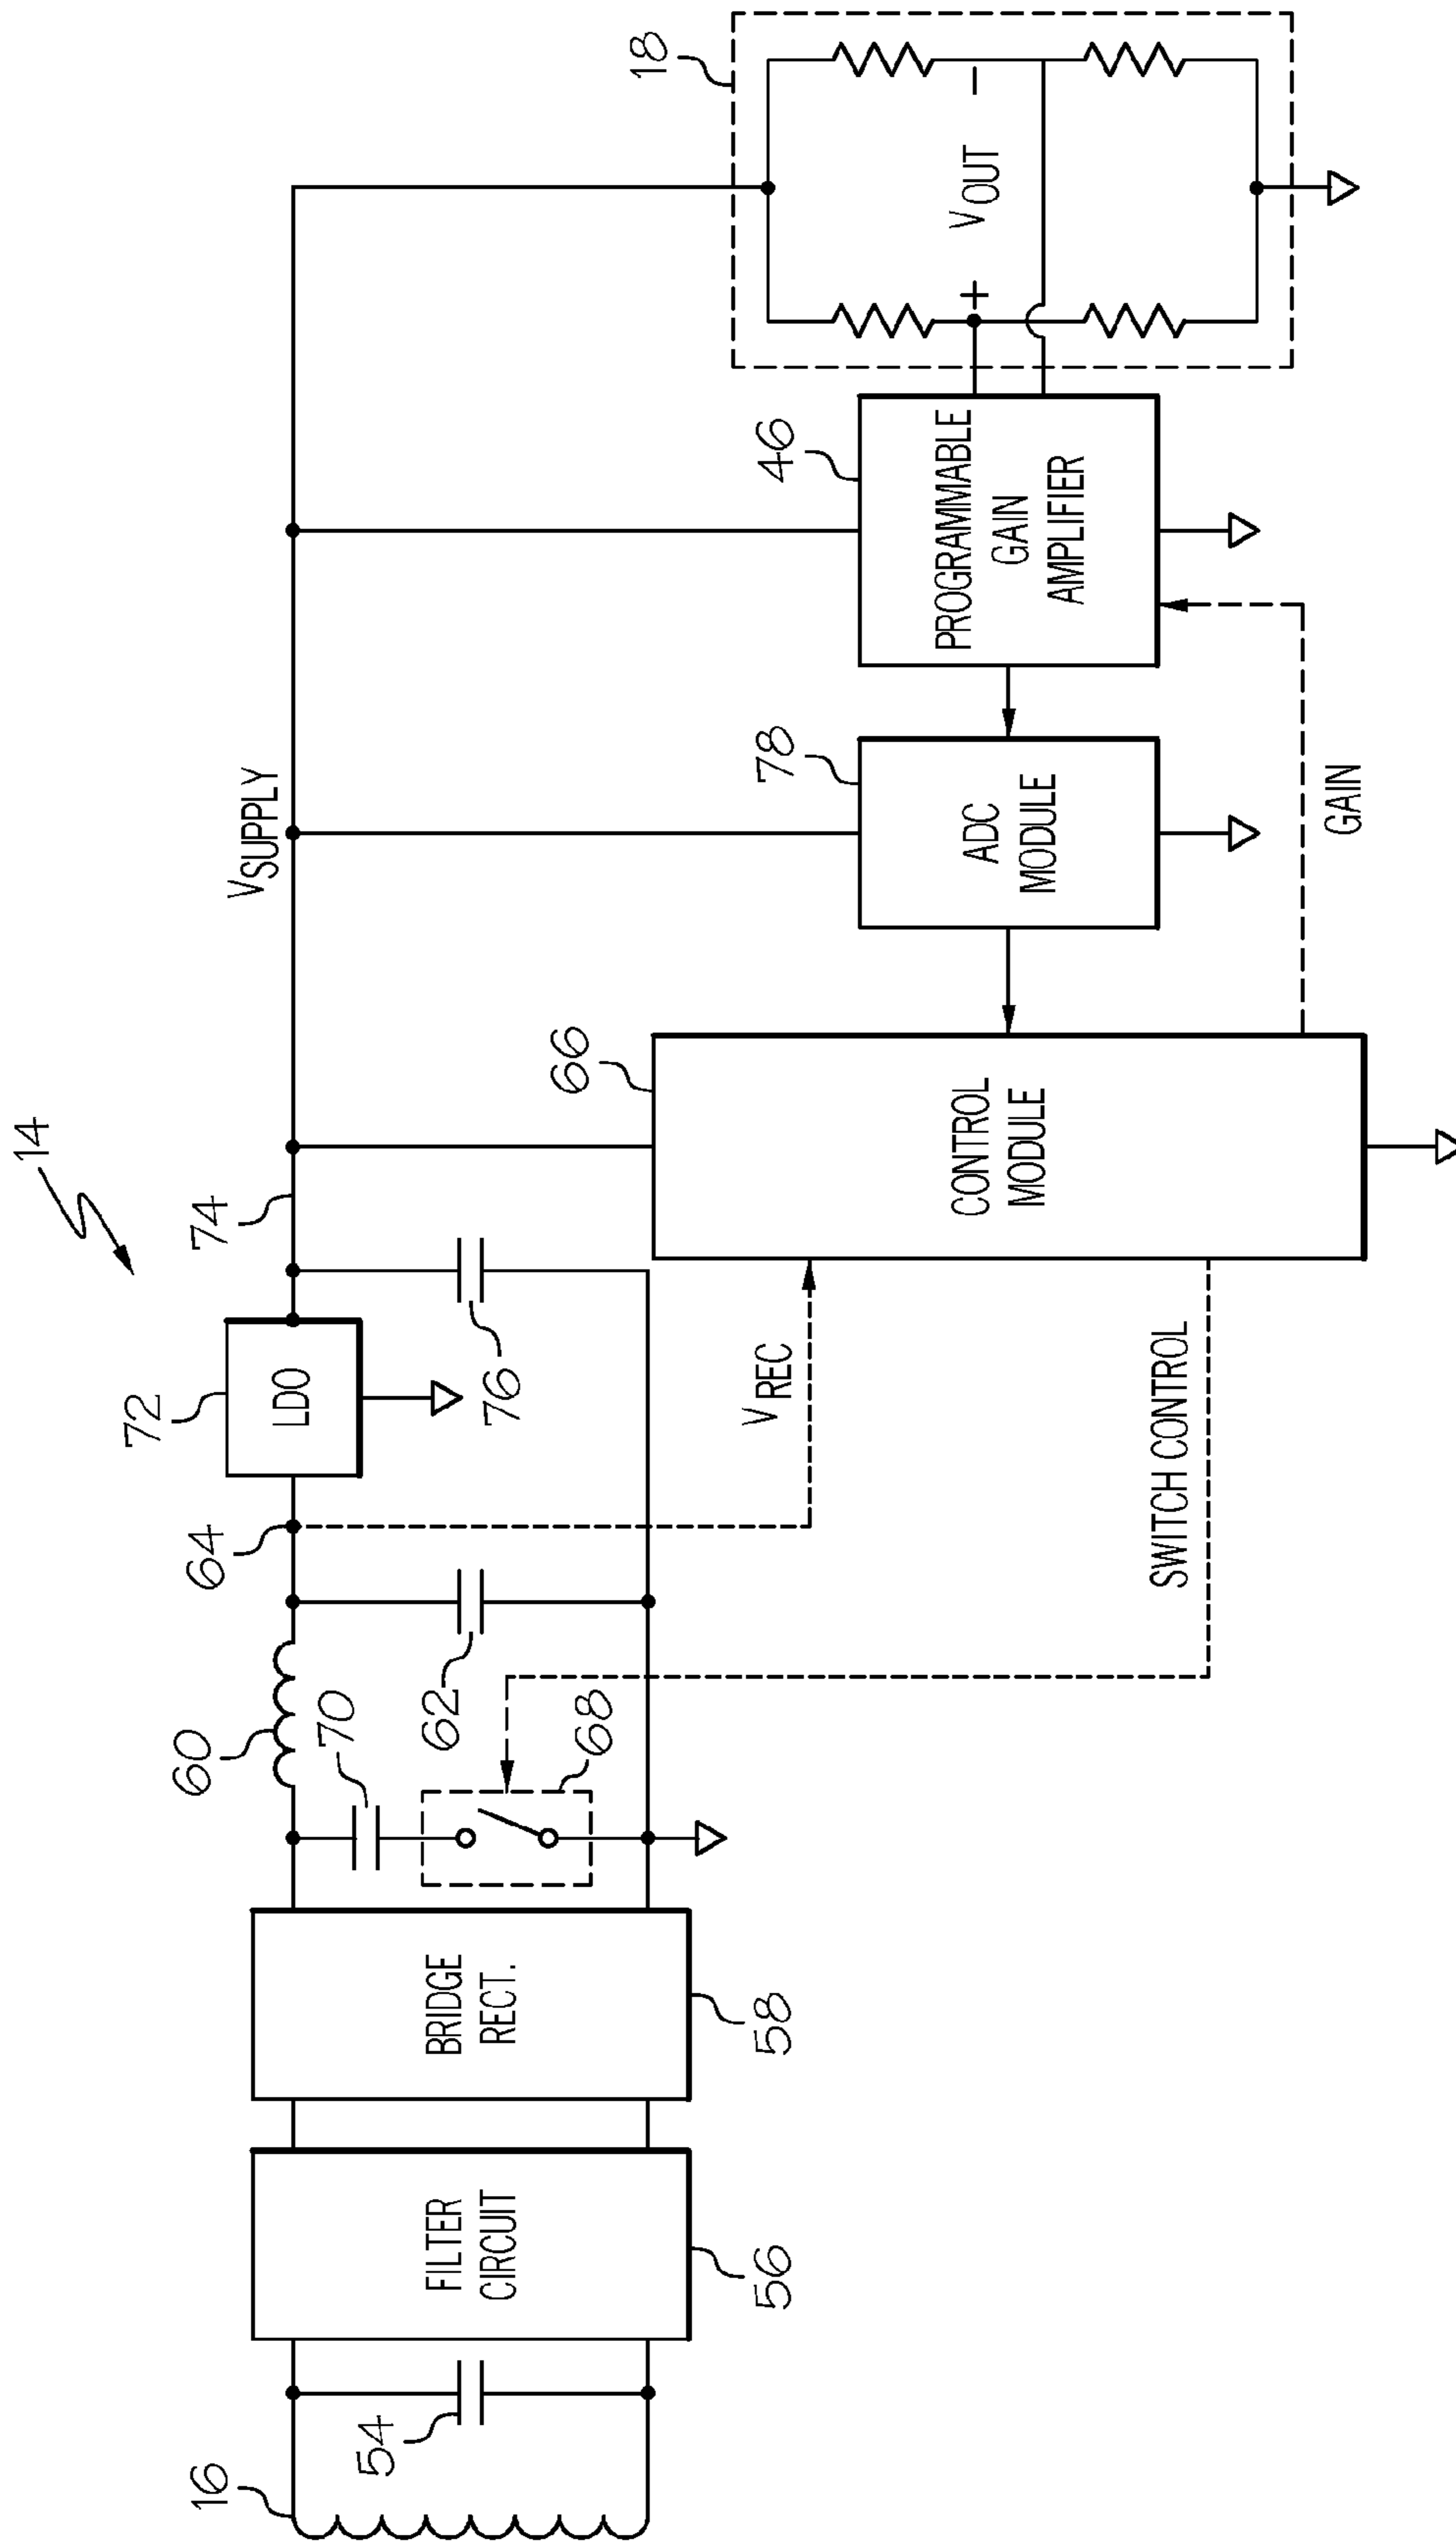 14
16
54
FILTER
CIRCUIT
56
BRIDGE
RECT.
58
60
70
62
68
64
72
LDO
76
74
VSUPPLY
VREC
SWITCH CONTROL
66
CONTROL
MODULE
78
ADC
MODULE
GAIN
46
PROGRAMMABLE
GAIN
AMPLIFIER
18
+ VOUT −